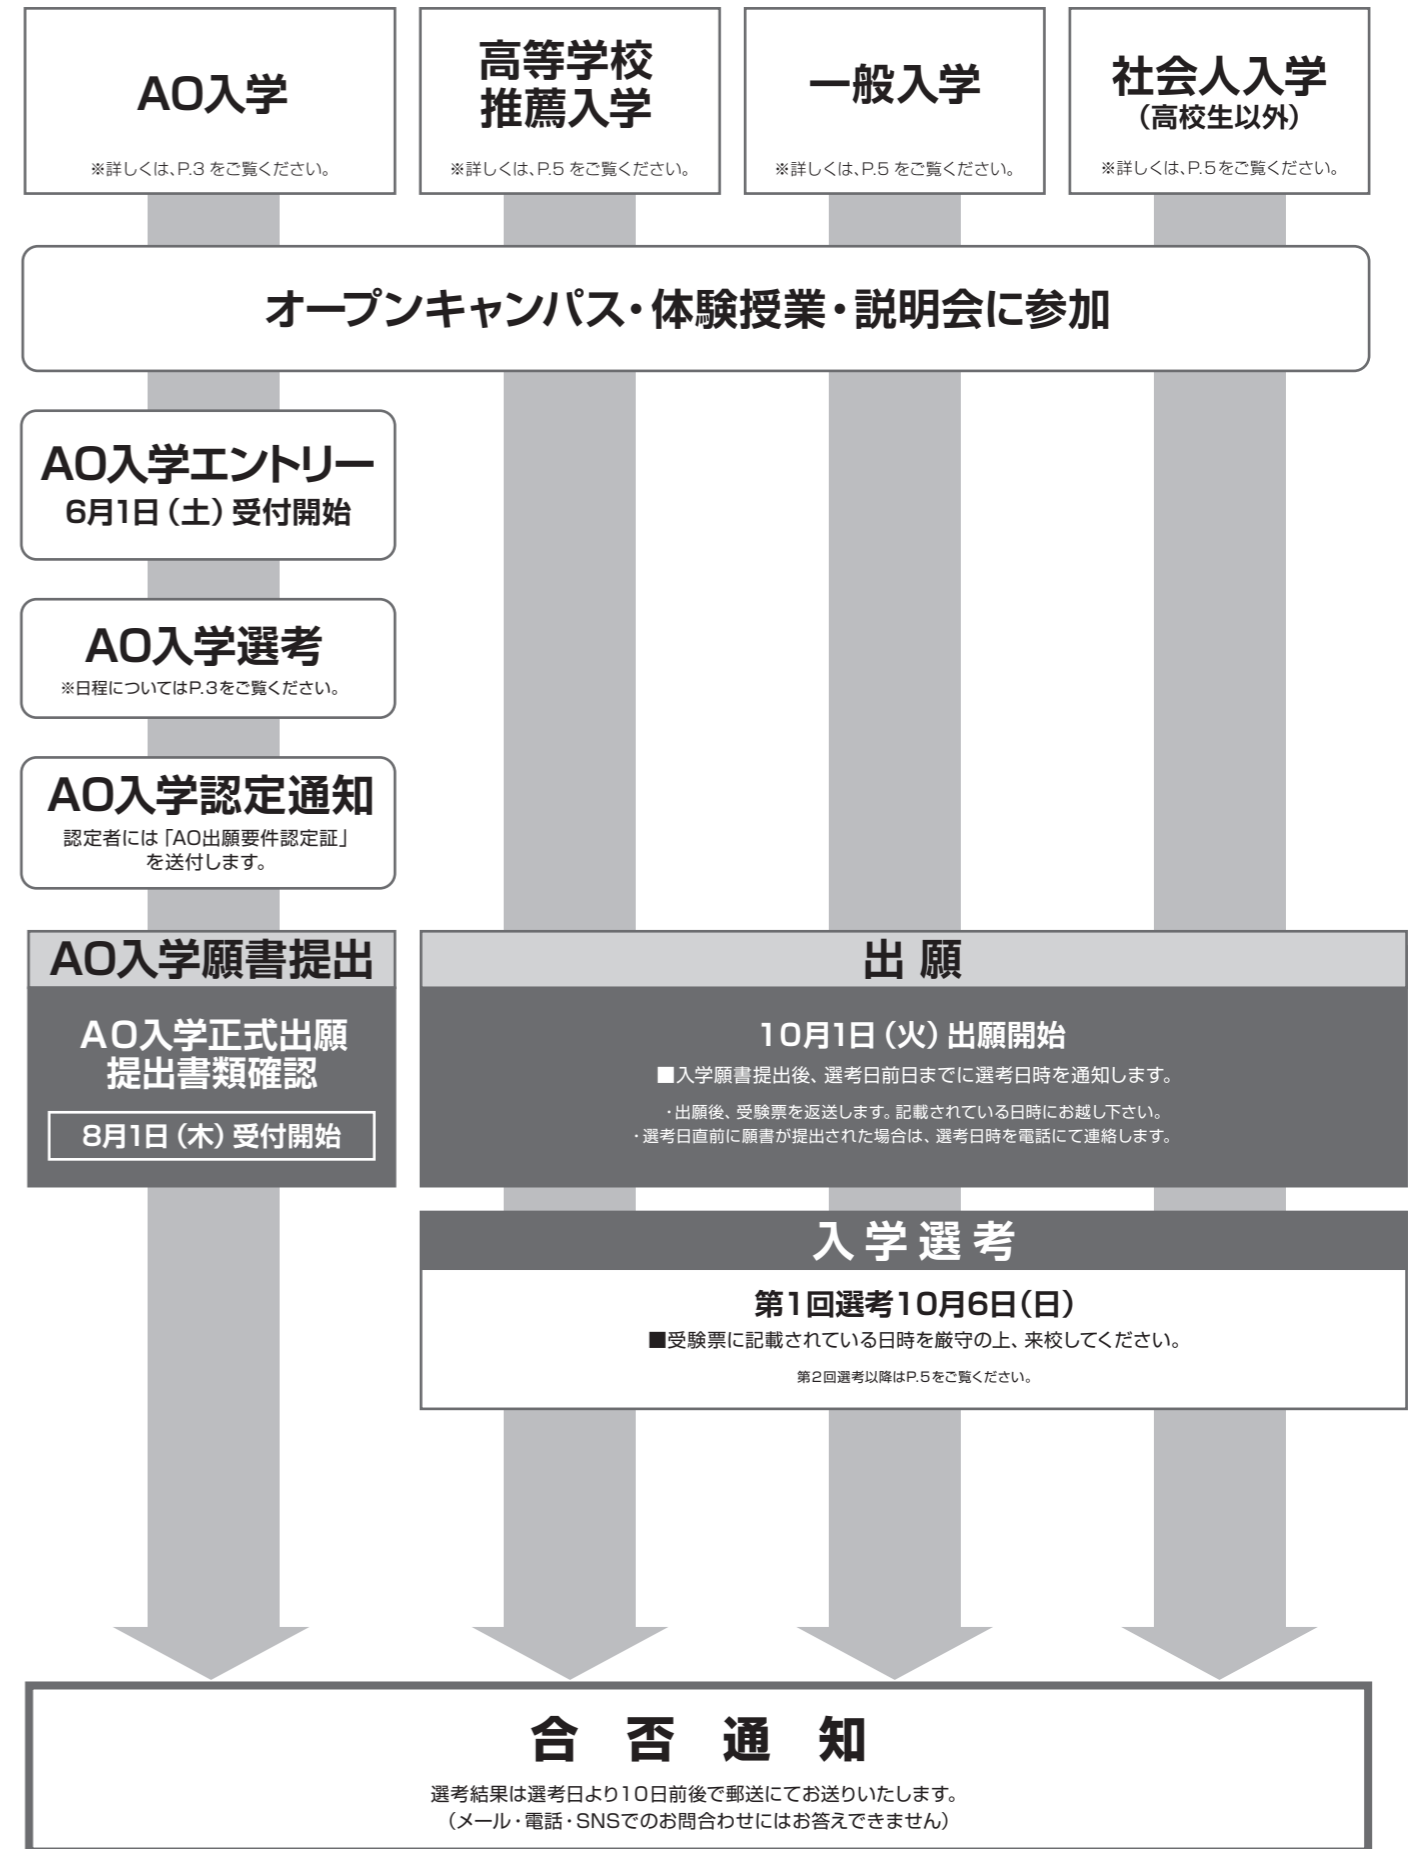 AO入学
※詳しくは、P.3 をご覧ください。
高等学校
推薦入学
※詳しくは、P.5 をご覧ください。
一般入学
※詳しくは、P.5 をご覧ください。
社会人入学
（高校生以外）
※詳しくは、P.5をご覧ください。
オープンキャンパス・体験授業・説明会に参加
AO入学エントリー
6月1日（土）受付開始
AO入学選考
※日程についてはP.3をご覧ください。
AO入学認定通知
認定者には「AO出願要件認定証」
を送付します。
AO入学願書提出
AO入学正式出願
提出書類確認
8月1日（木）受付開始
出 願
10月1日（火）出願開始
■入学願書提出後、選考日前日までに選考日時を通知します。
・出願後、受験票を返送します。記載されている日時にお越し下さい。
・選考日直前に願書が提出された場合は、選考日時を電話にて連絡します。
入 学 選 考
第1回選考10月6日（日）
■受験票に記載されている日時を厳守の上、来校してください。
第2回選考以降はP.5をご覧ください。
合 否 通 知
選考結果は選考日より10日前後で郵送にてお送りいたします。
（メール・電話・SNSでのお問合わせにはお答えできません）